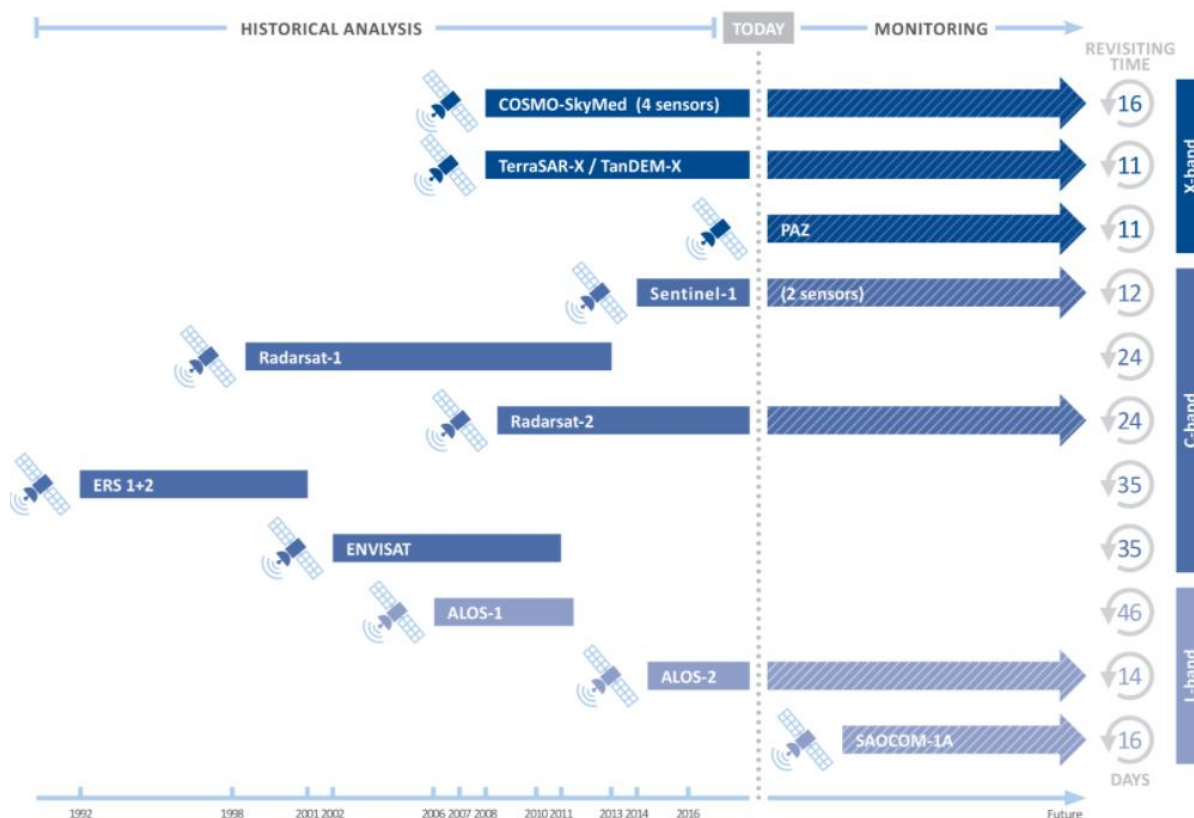 HISTORICAL ANALYSIS
TODAY
MONITORING
REVISITING
TIME
COSMO-SkyMed (4 sensors)
16
TerraSAR-X / TanDEM-X
11
PAZ
11
X-band
Sentinel-1
(2 sensors)
12
Radarsat-1
24
Radarsat-2
24
ERS 1+2
35
ENVISAT
35
C-band
ALOS-1
46
ALOS-2
14
SAOCOM-1A
16
L-band
DAYS
1992
1998
2001
2002
2006
2007
2008
2010
2011
2013
2014
2016
Future